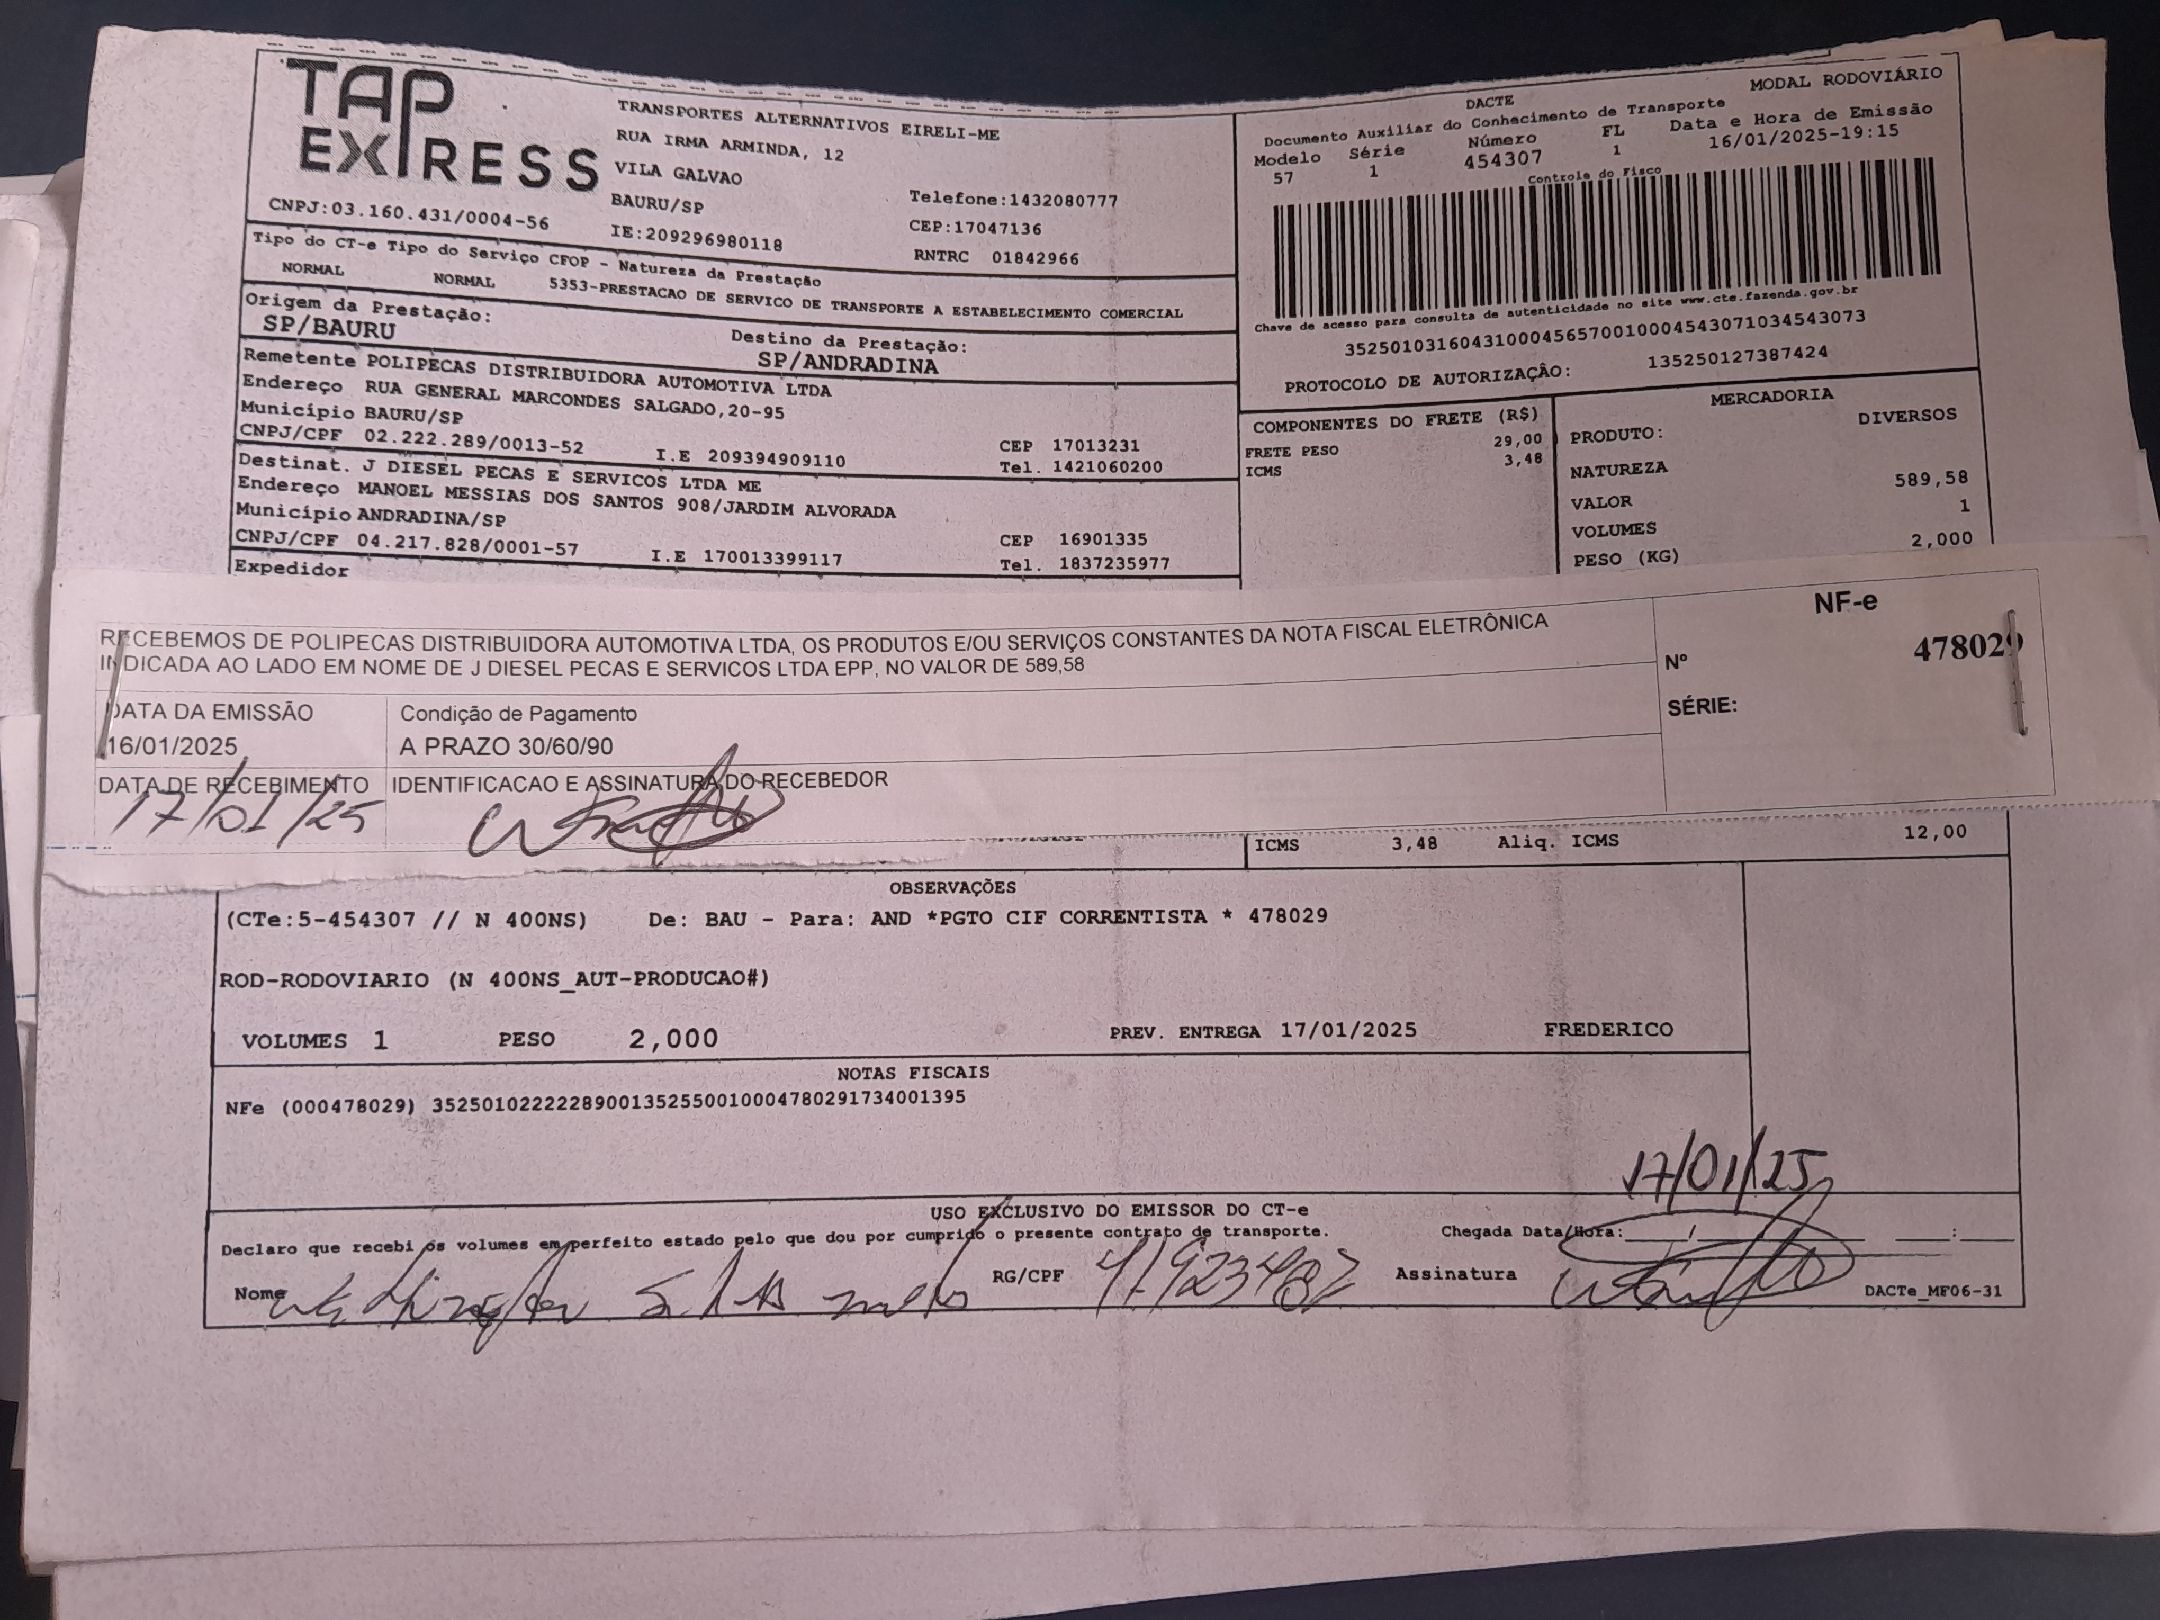 TAP EXPRESS
TRANSPORTES ALTERNATIVOS EIRELI-ME
RUA IRMA ARMINDA, 12
VILA GALVAO
BAURU/SP Telefone:1432080777
CNPJ:03.160.431/0004-56 IE:209296980118 CEP:17047136
RNTRC 01842966
MODAL RODOVIÁRIO
DACTE
Documento Auxiliar do Conhecimento de Transporte
Modelo Série Número FL Data e Hora de Emissão
57 1 454307 1 16/01/2025-19:15
Controle do Fisco
Chave de acesso para consulta de autenticidade no site www.cte.fazenda.gov.br
35250103160431000456570010004543071034543073
PROTOCOLO DE AUTORIZAÇÃO: 135250127387424
Tipo do CT-e Tipo do Serviço CFOP - Natureza da Prestação
NORMAL NORMAL 5353-PRESTACAO DE SERVICO DE TRANSPORTE A ESTABELECIMENTO COMERCIAL
Origem da Prestação: Destino da Prestação:
SP/BAURU SP/ANDRADINA
Remetente POLIPECAS DISTRIBUIDORA AUTOMOTIVA LTDA
Endereço RUA GENERAL MARCONDES SALGADO,20-95
Município BAURU/SP CEP 17013231
CNPJ/CPF 02.222.289/0013-52 I.E 209394909110 Tel. 1421060200
Destinat. J DIESEL PECAS E SERVICOS LTDA ME
Endereço MANOEL MESSIAS DOS SANTOS 908/JARDIM ALVORADA
Município ANDRADINA/SP CEP 16901335
CNPJ/CPF 04.217.828/0001-57 I.E 170013399117 Tel. 1837235977
Expedidor
COMPONENTES DO FRETE (R$)
FRETE PESO 29,00
ICMS 3,48
MERCADORIA
PRODUTO: DIVERSOS
NATUREZA
VALOR 589,58
VOLUMES 1
PESO (KG) 2,000
RECEBEMOS DE POLIPECAS DISTRIBUIDORA AUTOMOTIVA LTDA, OS PRODUTOS E/OU SERVIÇOS CONSTANTES DA NOTA FISCAL ELETRÔNICA
INDICADA AO LADO EM NOME DE J DIESEL PECAS E SERVICOS LTDA EPP, NO VALOR DE 589,58
NF-e
Nº 478029
SÉRIE:
DATA DA EMISSÃO Condição de Pagamento
16/01/2025 A PRAZO 30/60/90
DATA DE RECEBIMENTO IDENTIFICACAO E ASSINATURA DO RECEBEDOR
17/01/25
ICMS 3,48 Aliq. ICMS 12,00
OBSERVAÇÕES
(CTe:5-454307 // N 400NS) De: BAU - Para: AND *PGTO CIF CORRENTISTA * 478029
ROD-RODOVIARIO (N 400NS_AUT-PRODUCAO#)
VOLUMES 1 PESO 2,000 PREV. ENTREGA 17/01/2025 FREDERICO
NOTAS FISCAIS
NFe (000478029) 35250102222289001352550010004780291734001395
17/01/25
USO EXCLUSIVO DO EMISSOR DO CT-e
Declaro que recebi os volumes em perfeito estado pelo que dou por cumprido o presente contrato de transporte. Chegada Data/Hora:____/____ ____:____
Nome RG/CPF Assinatura DACTe_MF06-31